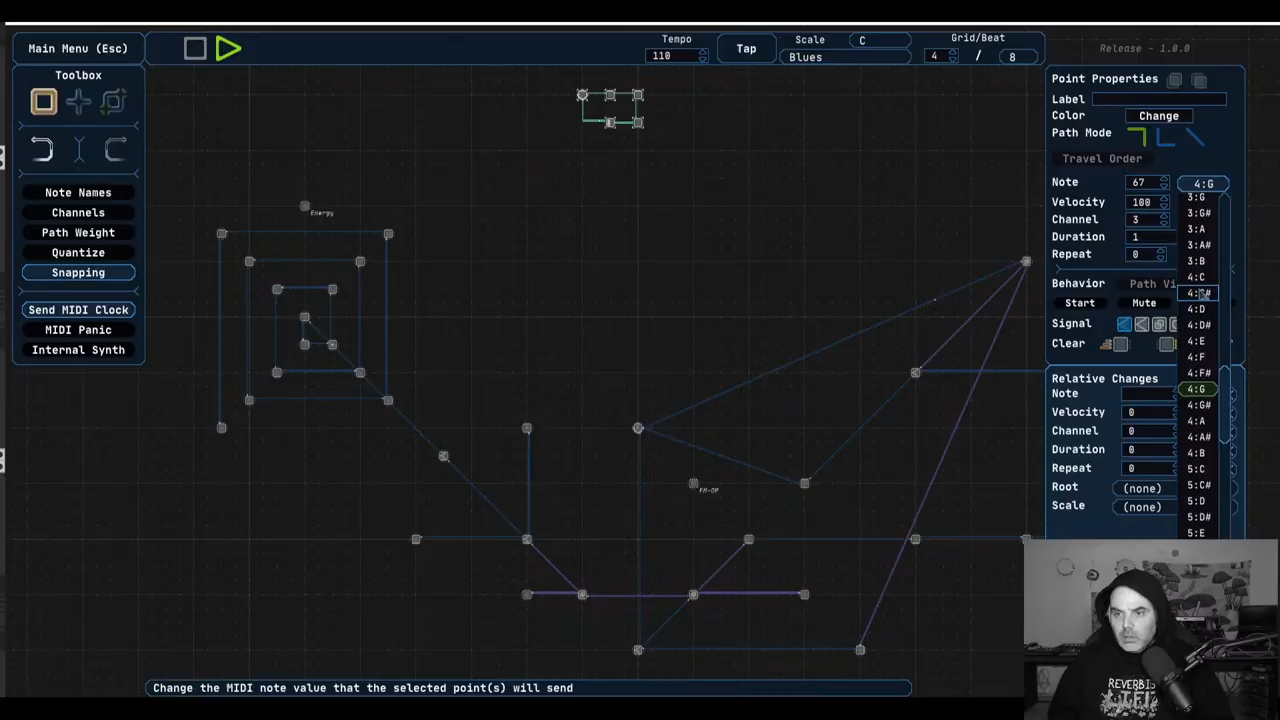 Main Menu (Esc)
Tempo
110
Tap
Scale
C
Blues
Grid/Beat
4 / 8
Release - 1.0.0
Toolbox
Note Names
Channels
Path Weight
Quantize
Snapping
Send MIDI Clock
MIDI Panic
Internal Synth
Energy
FM-OP
Point Properties
Label
Color
Change
Path Mode
Travel Order
Note
67
4:G
Velocity
100
Channel
3
Duration
1
Repeat
0
Behavior
Path Vi
Start
Mute
Signal
Clear
Relative Changes
Note
Velocity
0
Channel
0
Duration
0
Repeat
0
Root
(none)
Scale
(none)
3:G
3:G#
3:A
3:A#
3:B
4:C
4:D
4:D#
4:E
4:F
4:F#
4:G
4:G#
4:A
4:A#
4:B
5:C
5:C#
5:D
5:D#
5:E
Change the MIDI note value that the selected point(s) will send